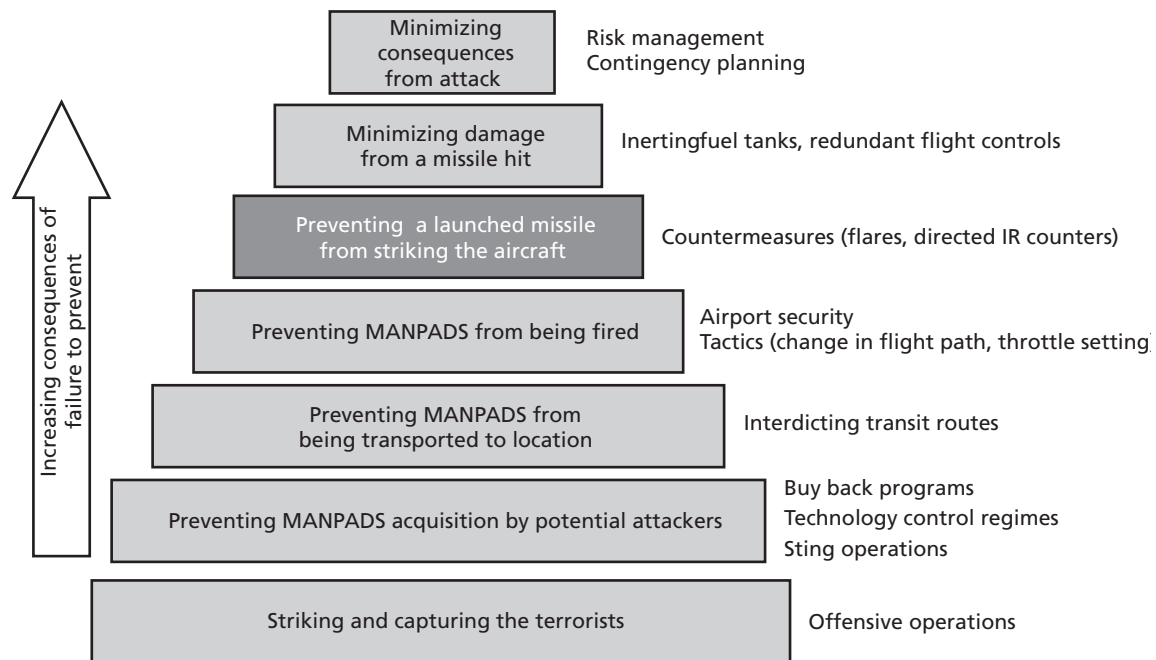 Minimizing
consequences
from attack
Risk management
Contingency planning
Minimizing damage
from a missile hit
Inertingfuel tanks, redundant flight controls
Preventing a launched missile
from striking the aircraft
Countermeasures (flares, directed IR counters)
Preventing MANPADS from being fired
Airport security
Tactics (change in flight path, throttle setting)
Preventing MANPADS from
being transported to location
Interdicting transit routes
Preventing MANPADS acquisition by potential attackers
Buy back programs
Technology control regimes
Sting operations
Striking and capturing the terrorists
Offensive operations
Increasing consequences of
failure to prevent